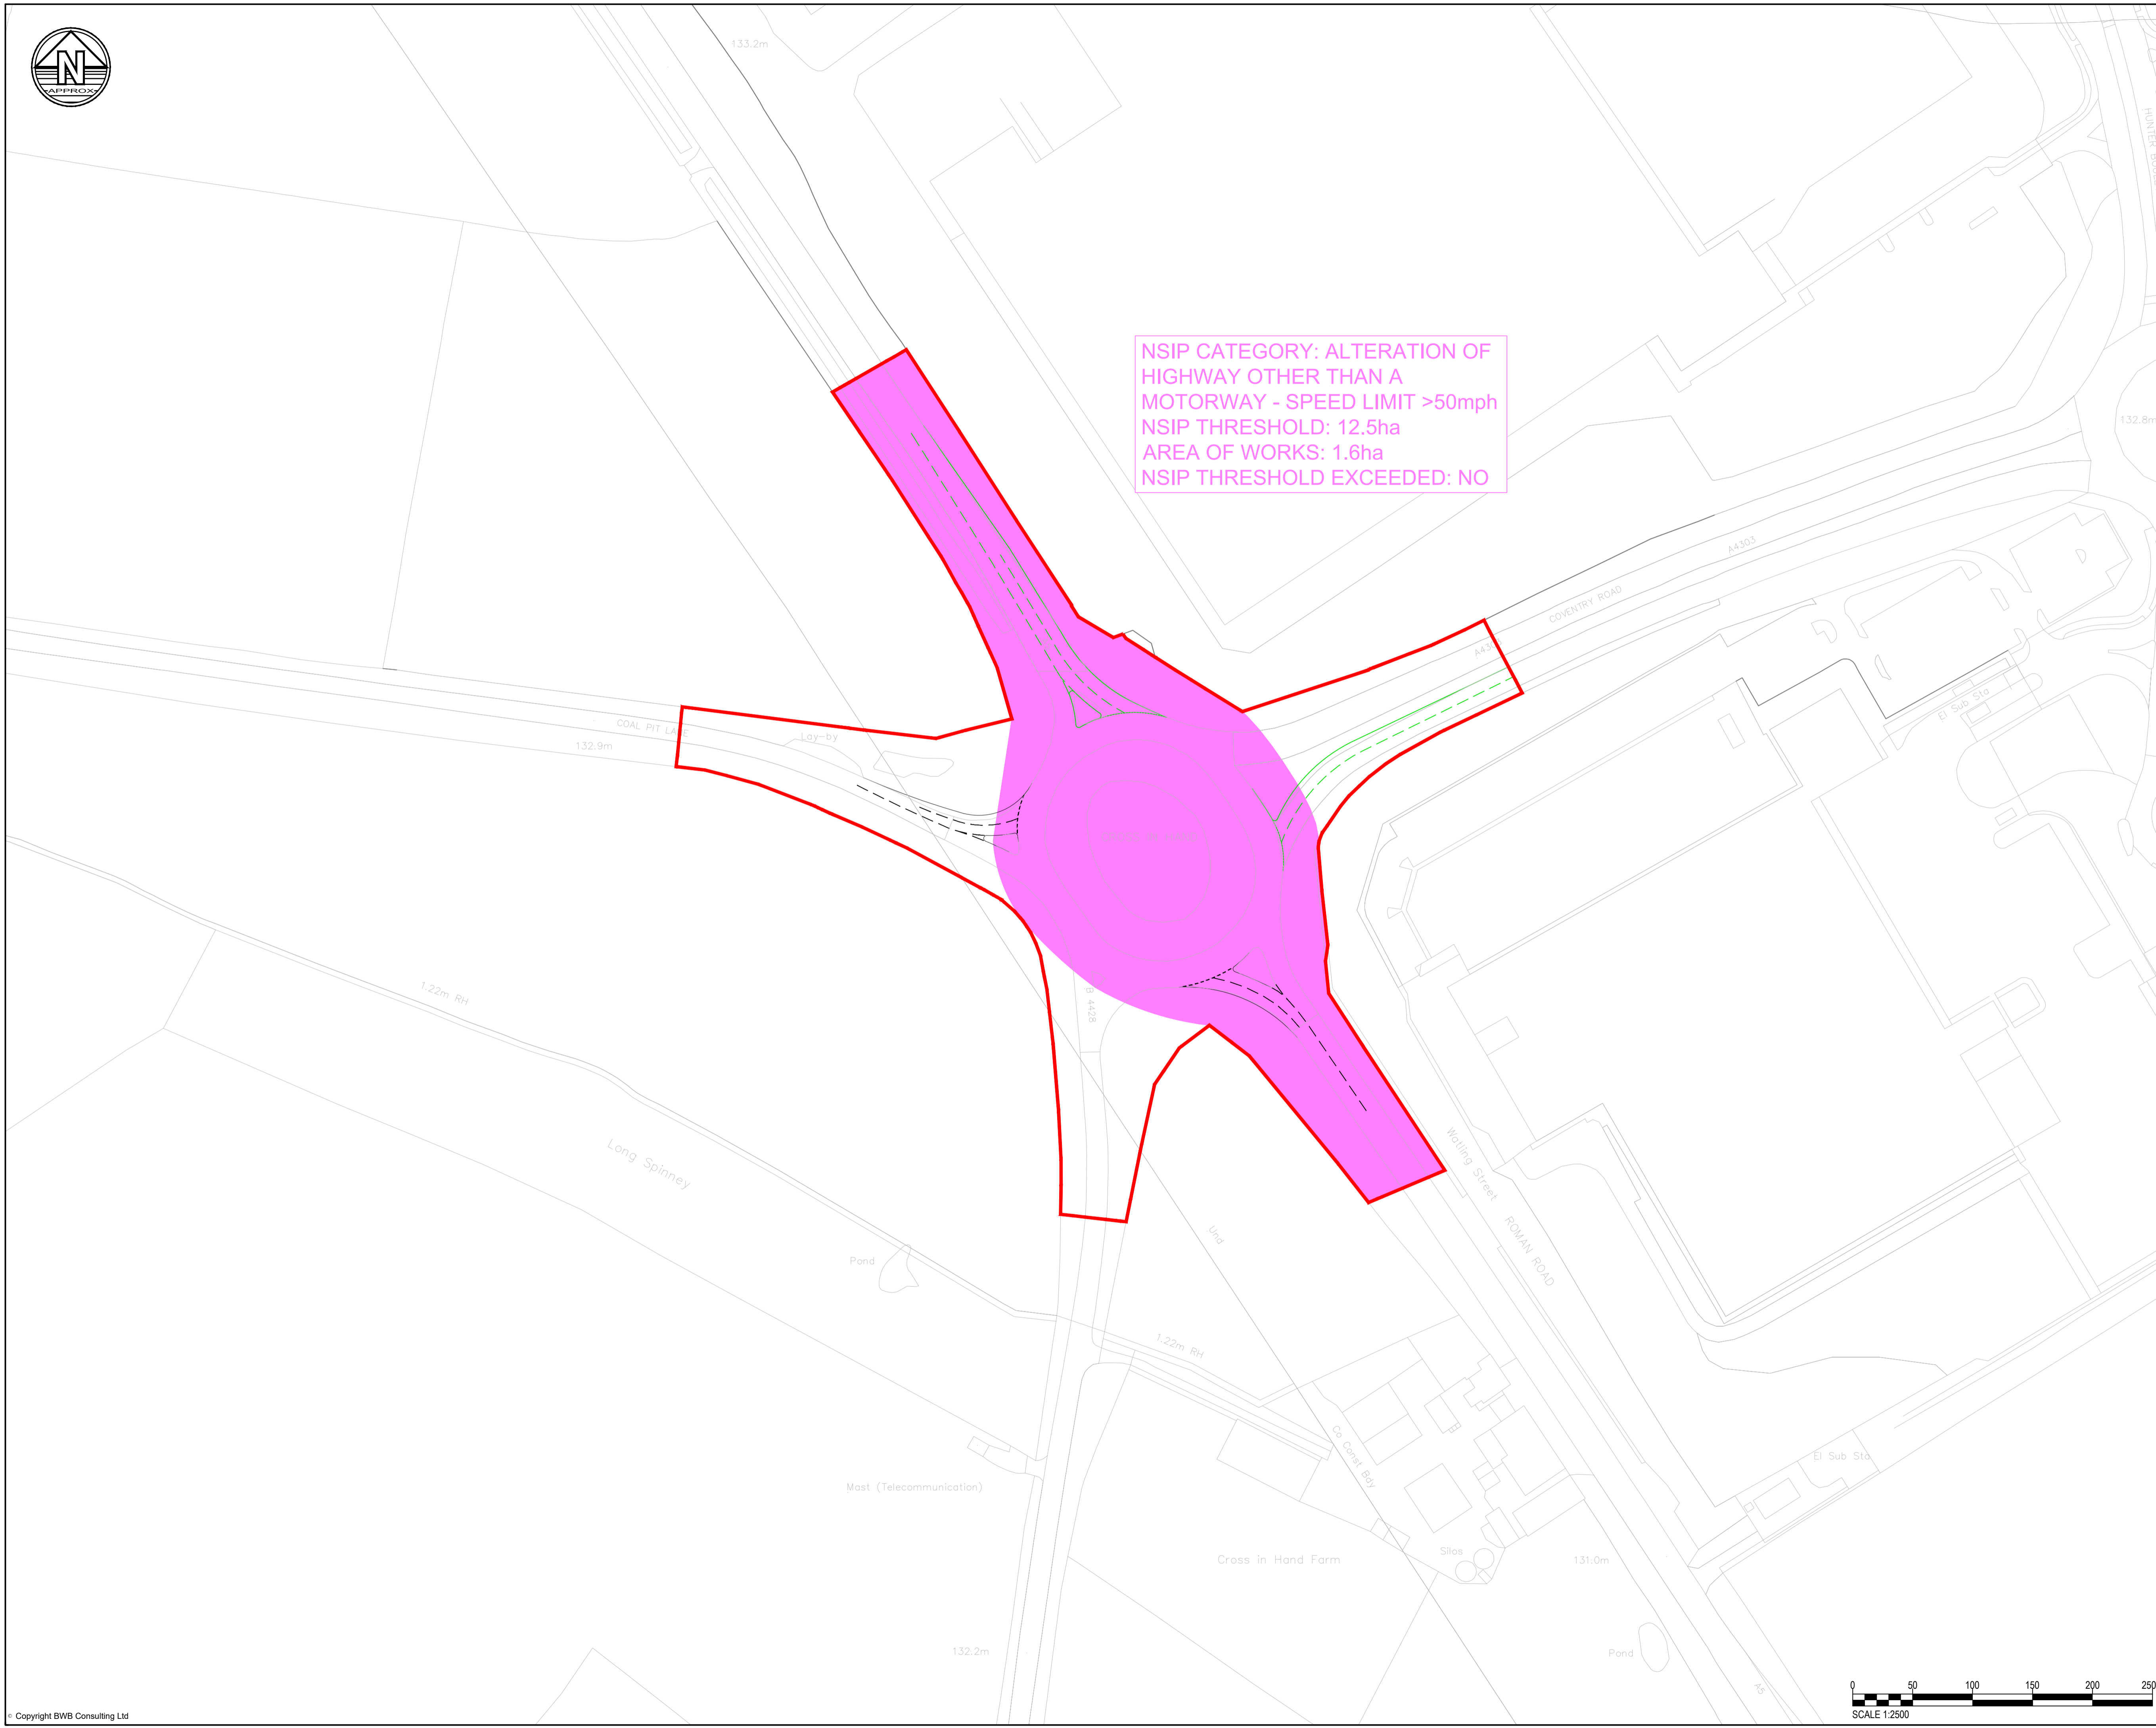 N
APPROX
133.2m
132.8m
NSIP CATEGORY: ALTERATION OF
HIGHWAY OTHER THAN A
MOTORWAY - SPEED LIMIT >50mph
NSIP THRESHOLD: 12.5ha
AREA OF WORKS: 1.6ha
NSIP THRESHOLD EXCEEDED: NO
A4303
COVENTRY ROAD
COAL PIT LANE
132.9m
Lay-by
El Sub Sta
1.22m RH
B 4428
Long Spinney
Watling Street
ROMAN ROAD
Und
Pond
1.22m RH
Co Const Bdy
El Sub Sta
Mast (Telecommunication)
Cross in Hand Farm
Silos
131.0m
132.2m
Pond
A5
0 50 100 150 200 250
SCALE 1:2500
© Copyright BWB Consulting Ltd